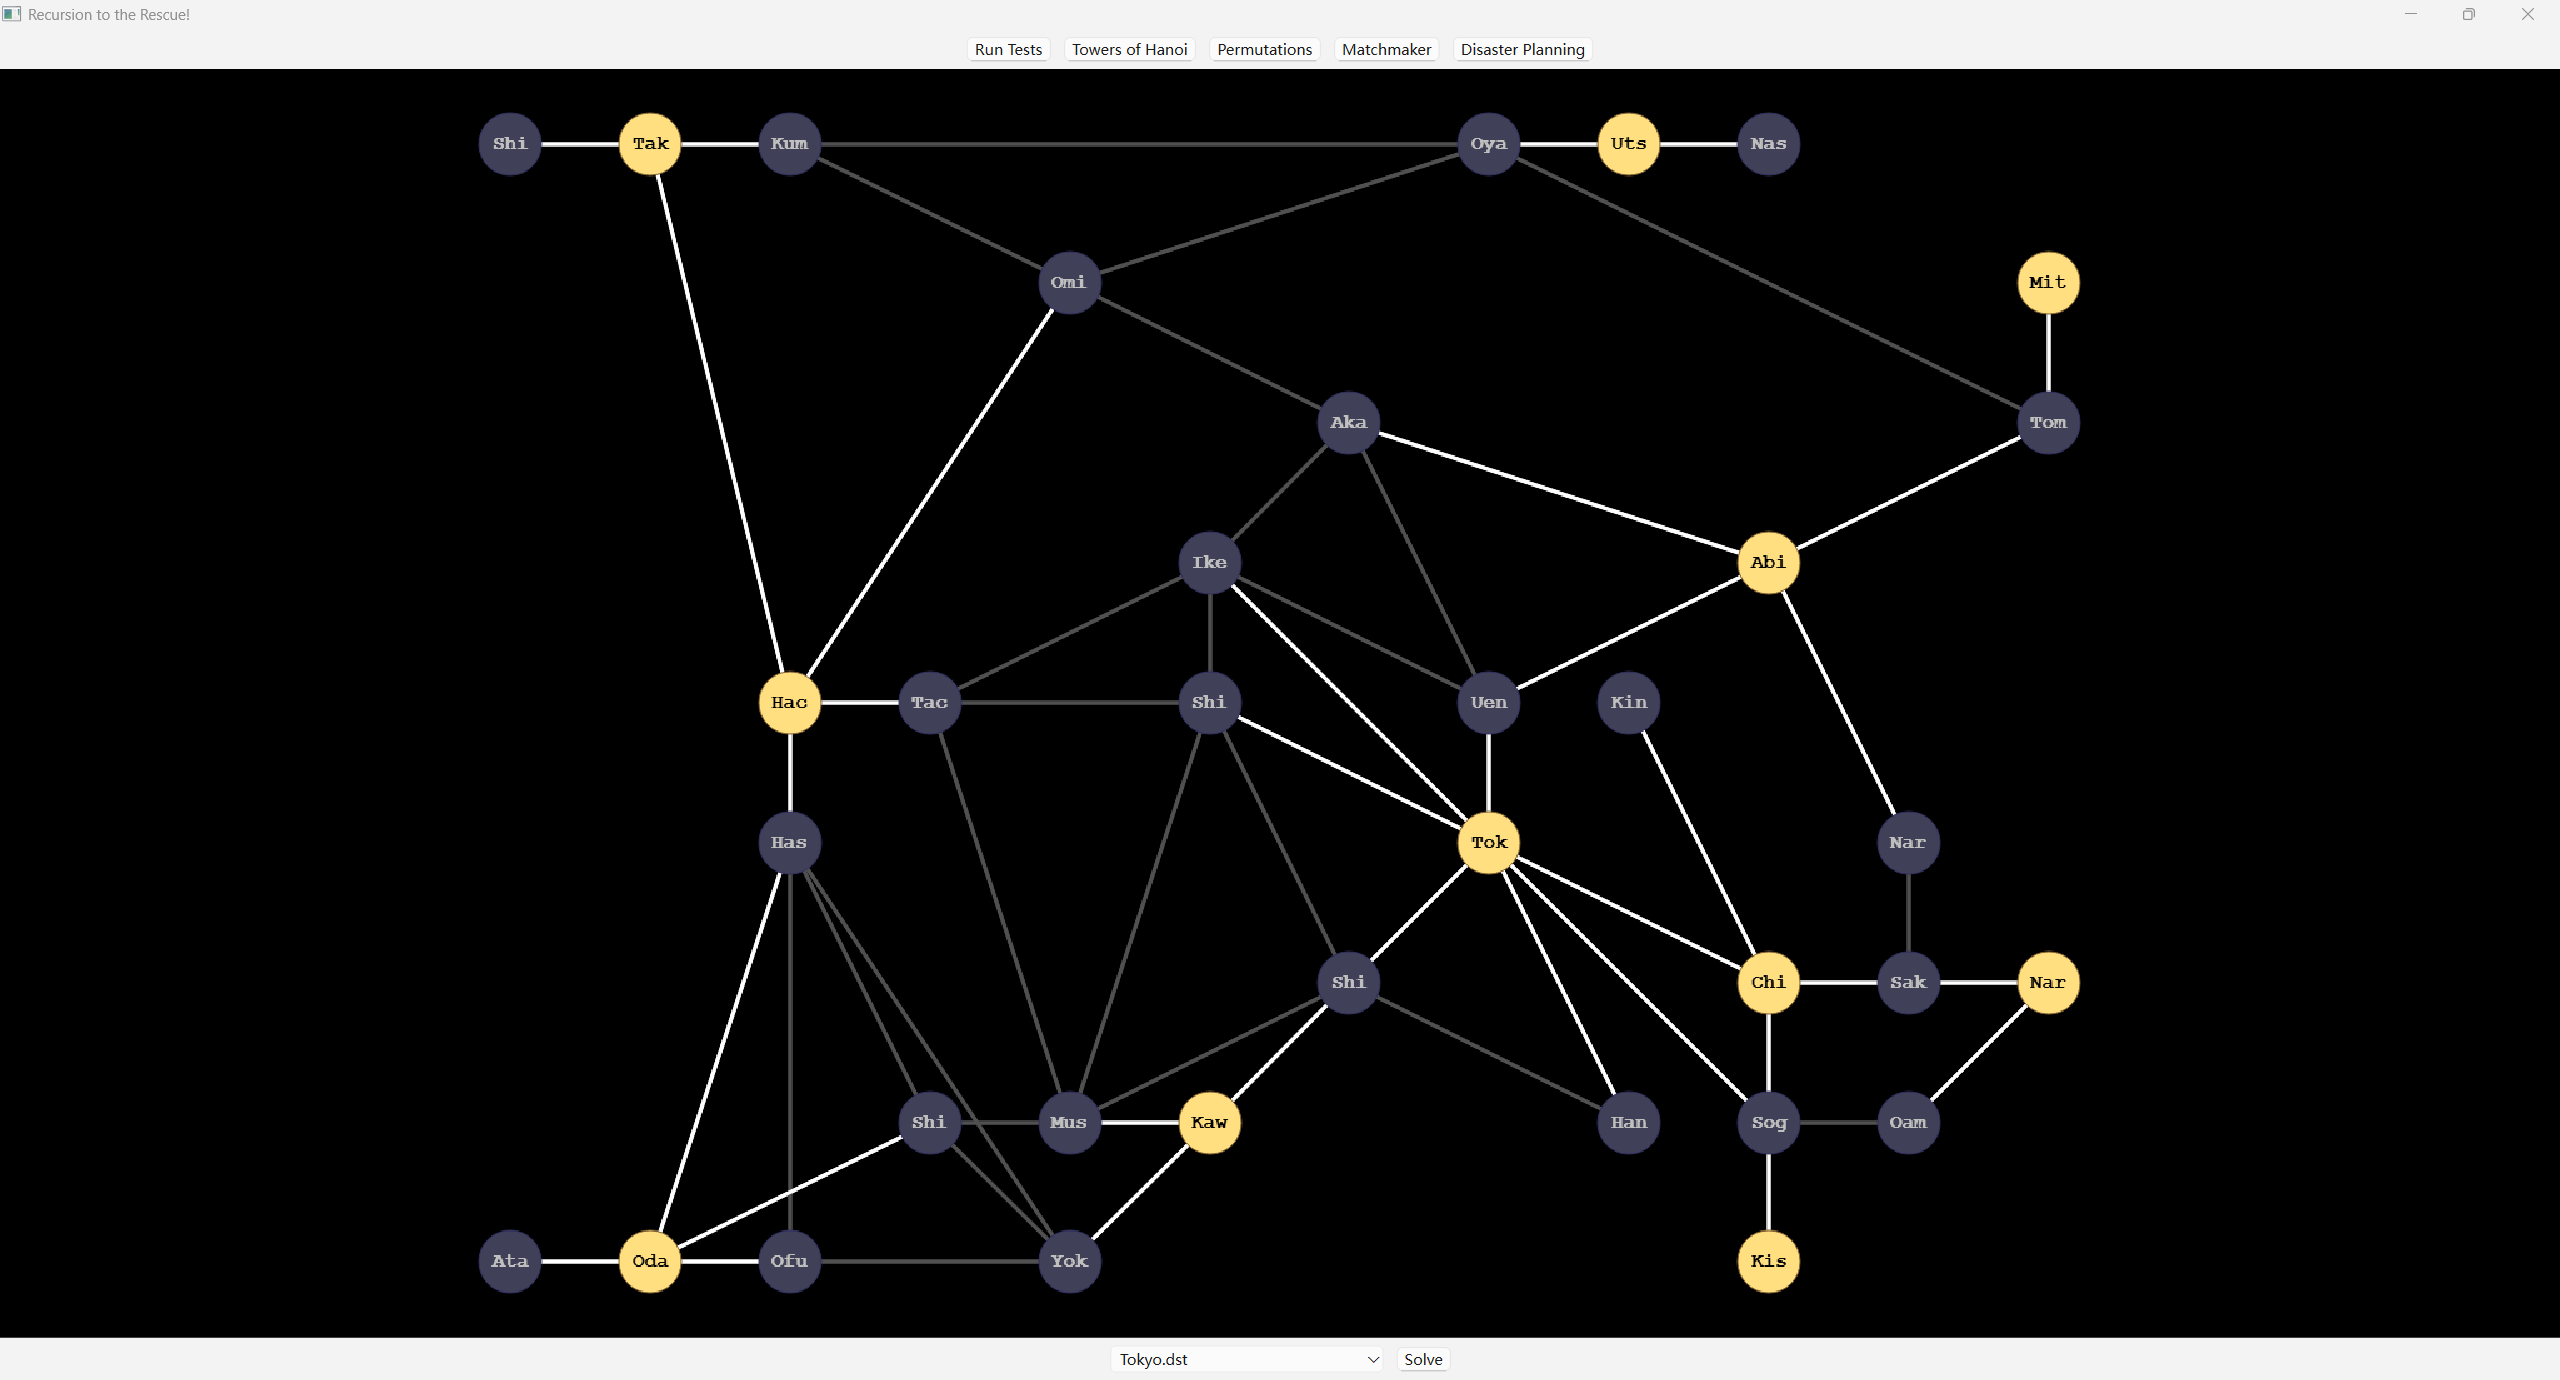 Recursion to the Rescue!
Run Tests Towers of Hanoi Permutations Matchmaker Disaster Planning
Shi Tak Kum Oya Uts Nas
Omi Mit
Aka Tom
Ike Abi
Hac Tac Shi Uen Kin
Has Tok Nar
Shi Chi Sak Nar
Shi Mus Kaw Han Sog Oam
Ata Oda Ofu Yok Kis
Tokyo.dst Solve